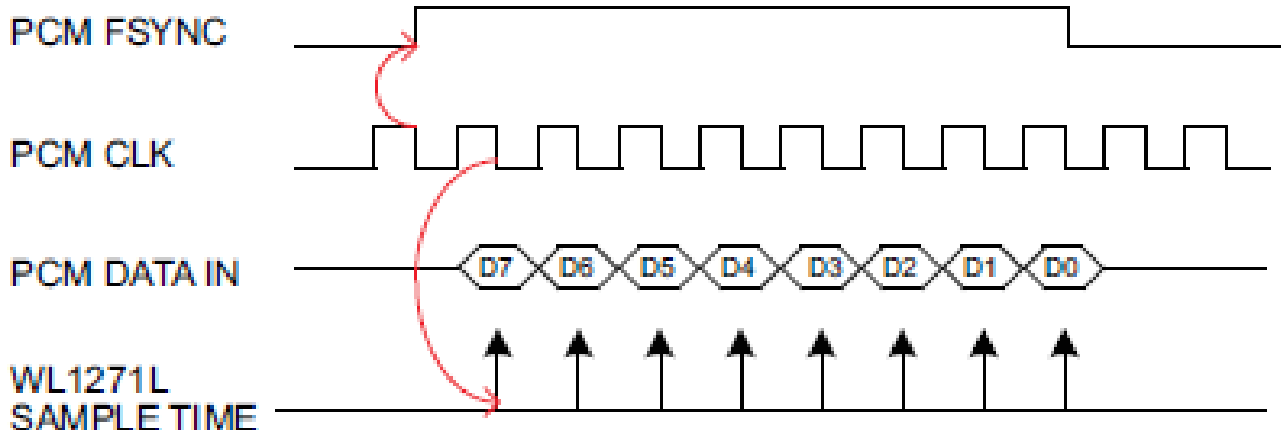 PCM FSYNC
PCM CLK
PCM DATA IN
D7 D6 D5 D4 D3 D2 D1 D0
WL1271L
SAMPLE TIME